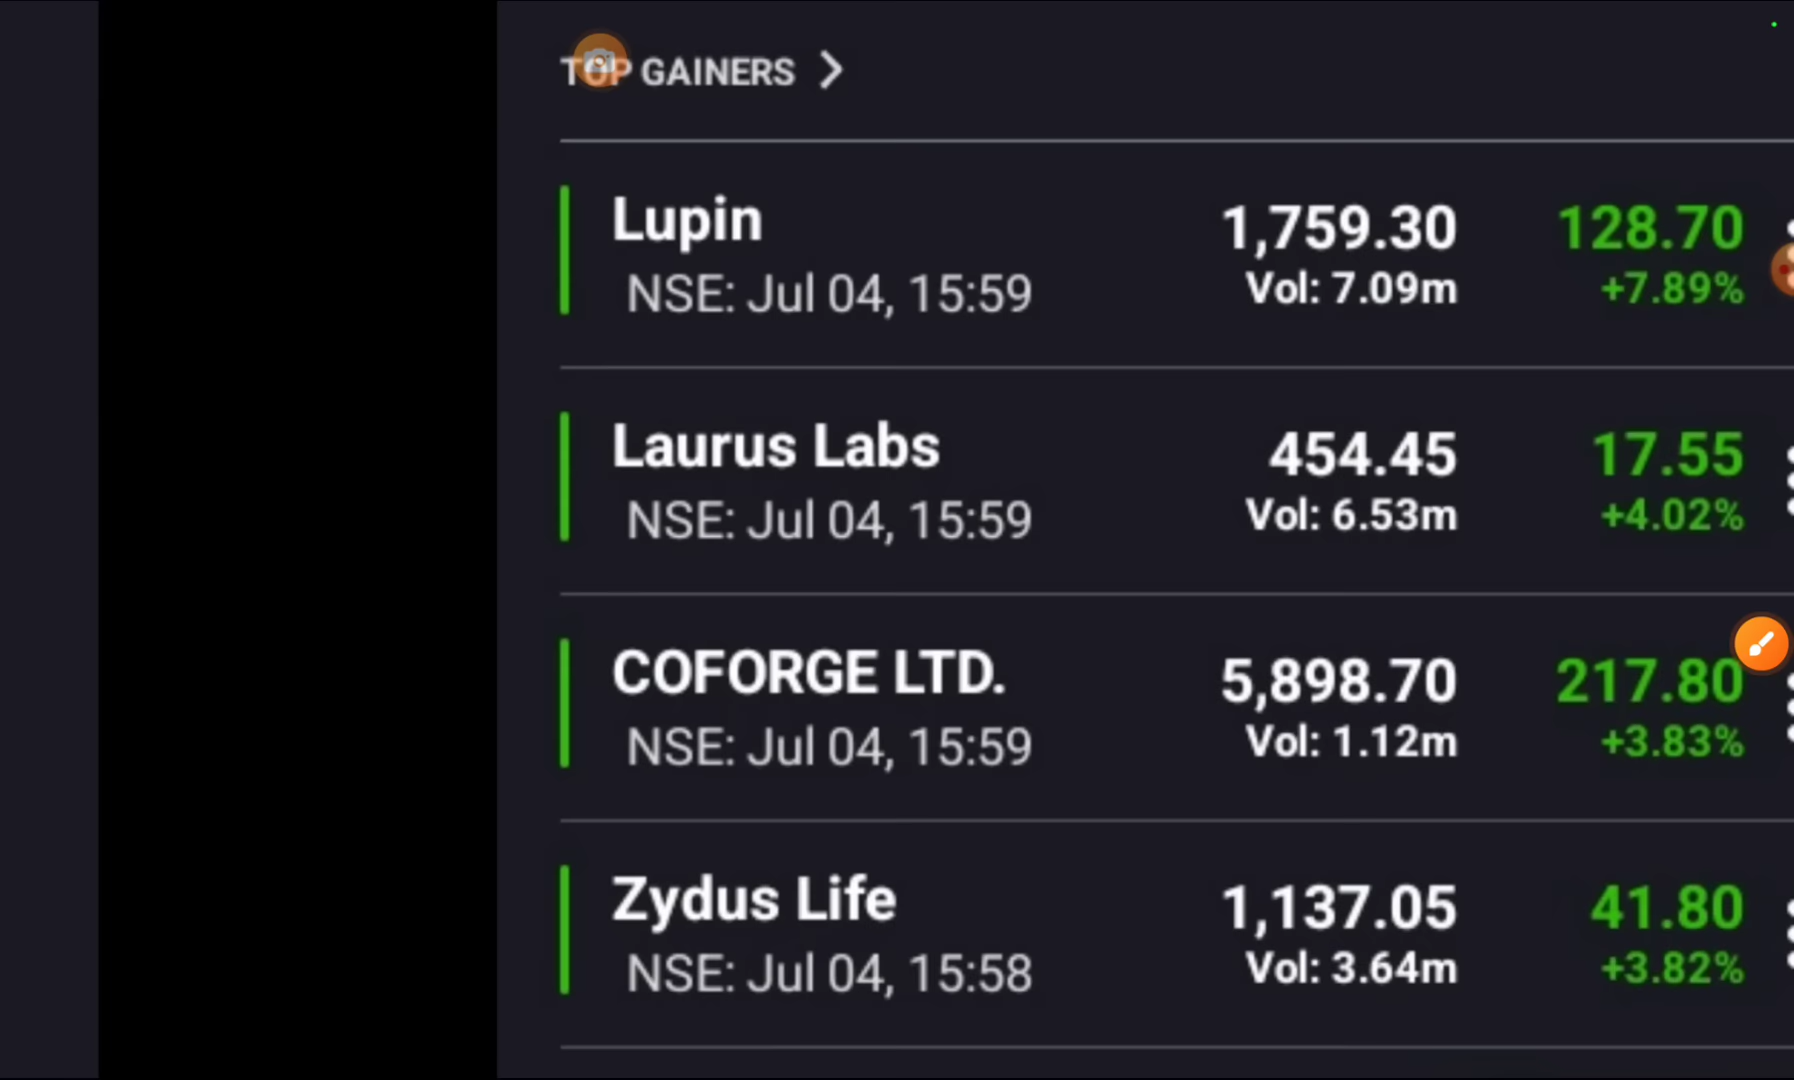 TOP GAINERS
Lupin 1,759.30 128.70
NSE: Jul 04, 15:59 Vol: 7.09m +7.89%
Laurus Labs 454.45 17.55
NSE: Jul 04, 15:59 Vol: 6.53m +4.02%
COFORGE LTD. 5,898.70 217.80
NSE: Jul 04, 15:59 Vol: 1.12m +3.83%
Zydus Life 1,137.05 41.80
NSE: Jul 04, 15:58 Vol: 3.64m +3.82%